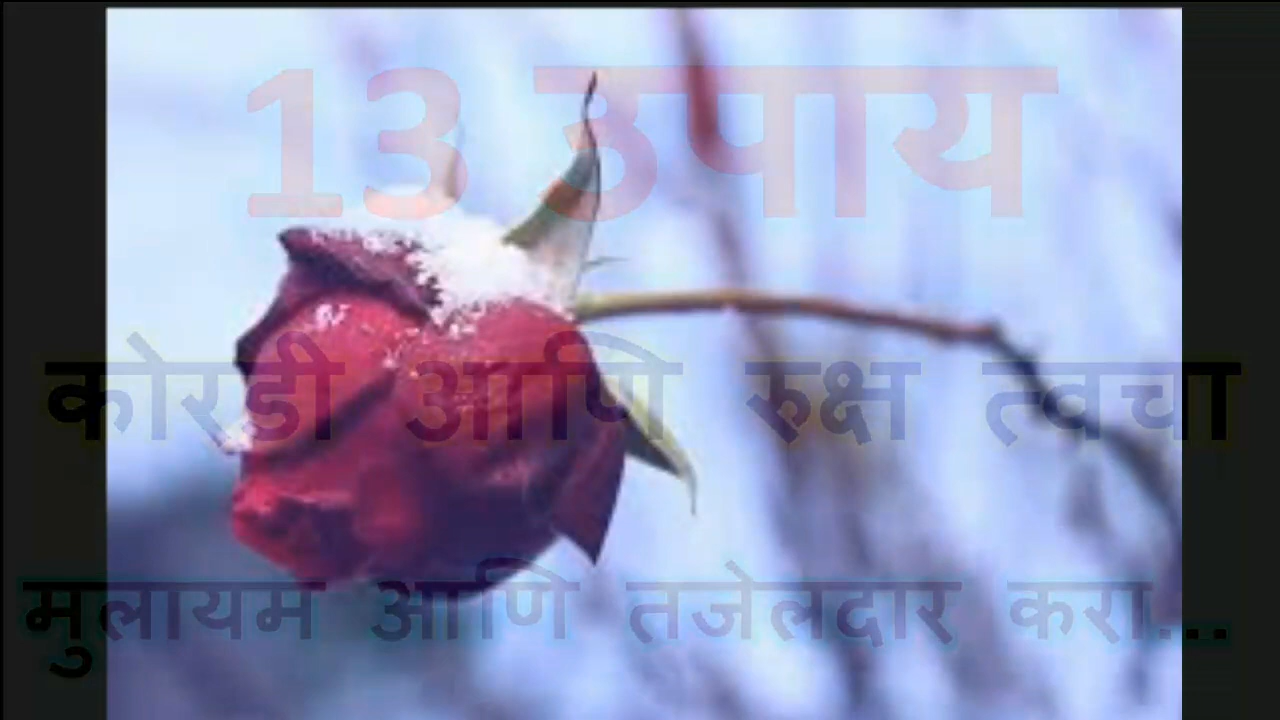 13 उपाय
कोरडी आणि रुक्ष त्वचा
मुलायम आणि तजेलदार करा...